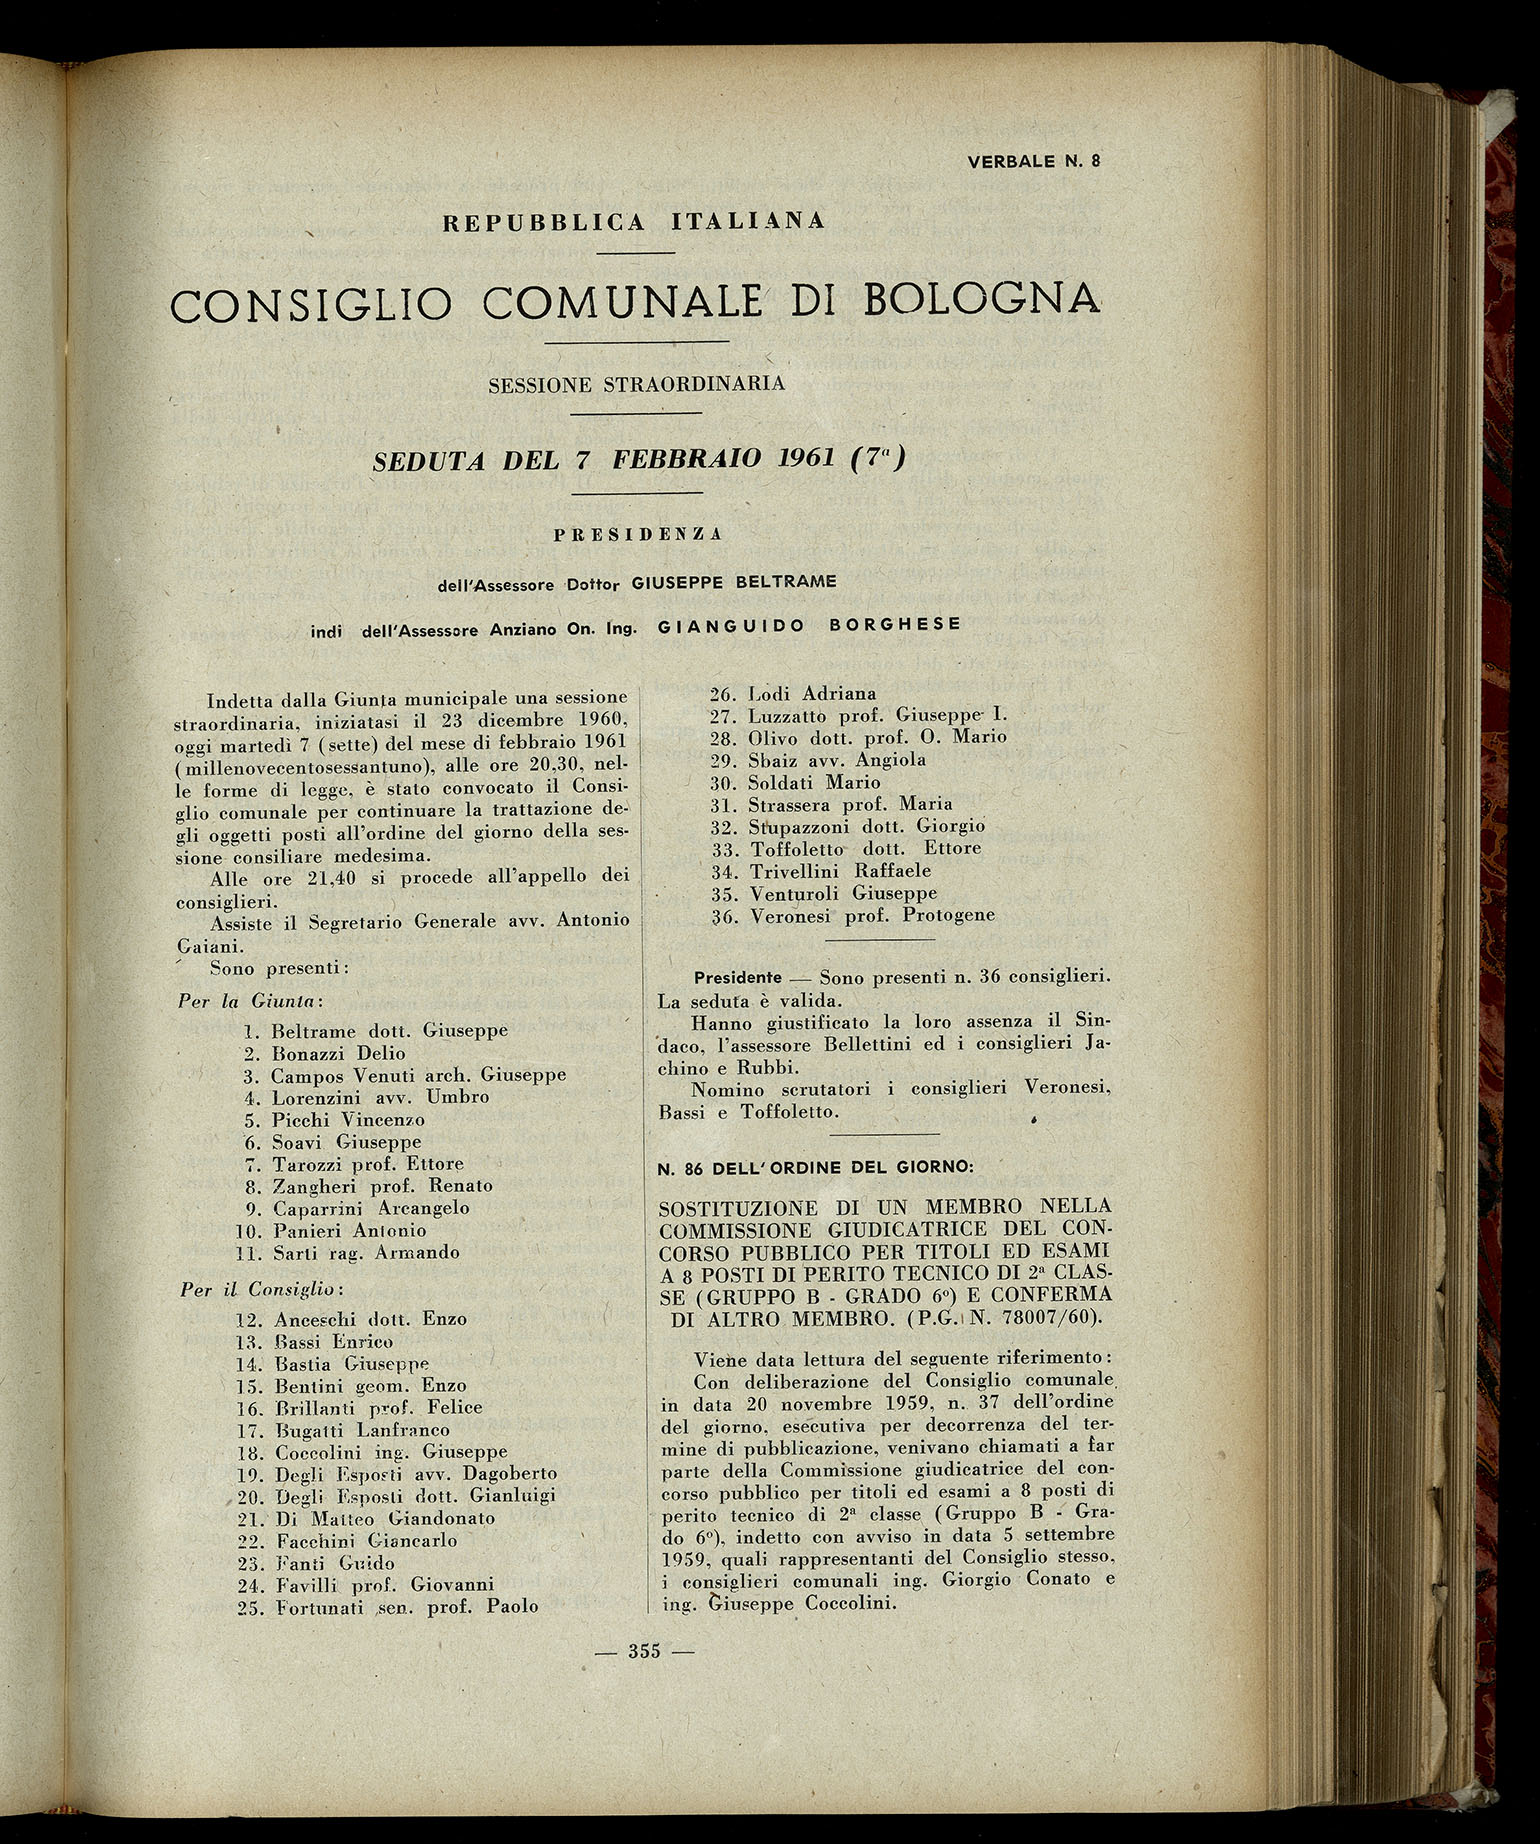 VERBALE N. 8
REPUBBLICA ITALIANA
CONSIGLIO COMUNALE DI BOLOGNA
SESSIONE STRAORDINARIA
SEDUTA DEL 7 FEBBRAIO 1961 (7ª)
PRESIDENZA
dell'Assessore Dottor GIUSEPPE BELTRAME
indi dell'Assessore Anziano On. Ing. GIANGUIDO BORGHESE
Indetta dalla Giunta municipale una sessione
straordinaria, iniziatasi il 23 dicembre 1960,
oggi martedì 7 (sette) del mese di febbraio 1961
(millenovecentosessantuno), alle ore 20,30, nel-
le forme di legge, è stato convocato il Consi-
glio comunale per continuare la trattazione de-
gli oggetti posti all'ordine del giorno della ses-
sione consiliare medesima.
Alle ore 21,40 si procede all'appello dei
consiglieri.
Assiste il Segretario Generale avv. Antonio
Gaiani.
Sono presenti:
Per la Giunta:
1. Beltrame dott. Giuseppe
2. Bonazzi Delio
3. Campos Venuti arch. Giuseppe
4. Lorenzini avv. Umbro
5. Picchi Vincenzo
6. Soavi Giuseppe
7. Tarozzi prof. Ettore
8. Zangheri prof. Renato
9. Caparrini Arcangelo
10. Panieri Antonio
11. Sarti rag. Armando
Per il Consiglio:
12. Anceschi dott. Enzo
13. Bassi Enrico
14. Bastia Giuseppe
15. Bentini geom. Enzo
16. Brillanti prof. Felice
17. Bugatti Lanfranco
18. Coccolini ing. Giuseppe
19. Degli Esposti avv. Dagoberto
20. Degli Esposti dott. Gianluigi
21. Di Matteo Giandonato
22. Facchini Giancarlo
23. Fanti Guido
24. Favilli prof. Giovanni
25. Fortunati sen. prof. Paolo
26. Lodi Adriana
27. Luzzatto prof. Giuseppe I.
28. Olivo dott. prof. O. Mario
29. Sbaiz avv. Angiola
30. Soldati Mario
31. Strassera prof. Maria
32. Stupazzoni dott. Giorgio
33. Toffoletto dott. Ettore
34. Trivellini Raffaele
35. Venturoli Giuseppe
36. Veronesi prof. Protogene
Presidente — Sono presenti n. 36 consiglieri.
La seduta è valida.
Hanno giustificato la loro assenza il Sin-
daco, l'assessore Bellettini ed i consiglieri Ja-
chino e Rubbi.
Nomino scrutatori i consiglieri Veronesi,
Bassi e Toffoletto.
N. 86 DELL'ORDINE DEL GIORNO:
SOSTITUZIONE DI UN MEMBRO NELLA
COMMISSIONE GIUDICATRICE DEL CON-
CORSO PUBBLICO PER TITOLI ED ESAMI
A 8 POSTI DI PERITO TECNICO DI 2ª CLAS-
SE (GRUPPO B - GRADO 6º) E CONFERMA
DI ALTRO MEMBRO. (P.G. N. 78007/60).
Viene data lettura del seguente riferimento:
Con deliberazione del Consiglio comunale
in data 20 novembre 1959, n. 37 dell'ordine
del giorno, esecutiva per decorrenza del ter-
mine di pubblicazione, venivano chiamati a far
parte della Commissione giudicatrice del con-
corso pubblico per titoli ed esami a 8 posti di
perito tecnico di 2ª classe (Gruppo B - Gra-
do 6º), indetto con avviso in data 5 settembre
1959, quali rappresentanti del Consiglio stesso,
i consiglieri comunali ing. Giorgio Conato e
ing. Giuseppe Coccolini.
— 355 —